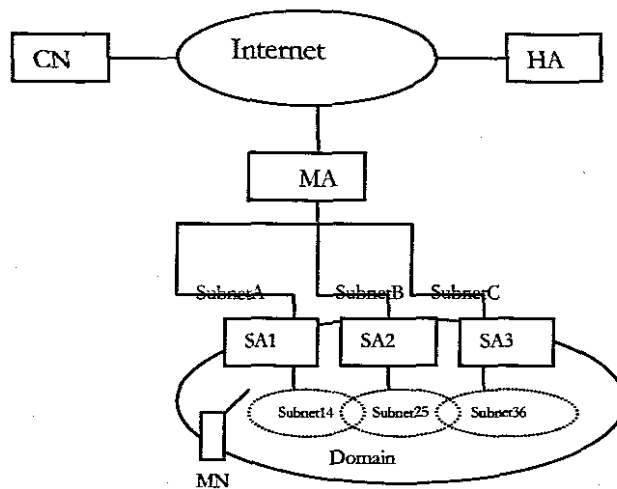 CN
Internet
HA
MA
SubnetA
SubnetB
SubnetC
SA1
SA2
SA3
Subnet14
Subnet25
Subnet36
Domain
MN